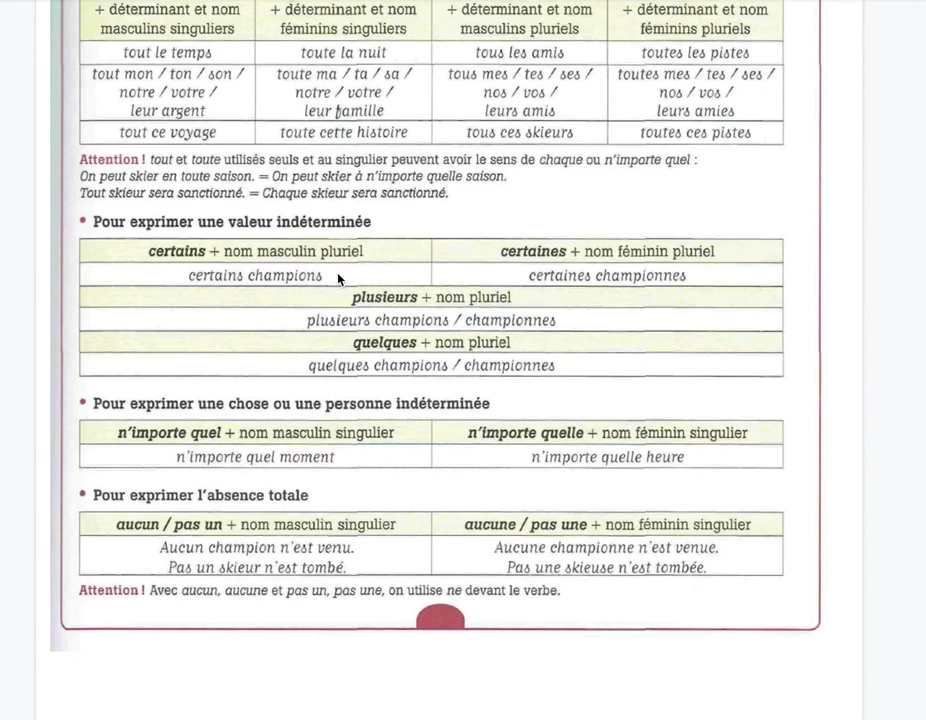 + déterminant et nom masculins singuliers
+ déterminant et nom féminins singuliers
+ déterminant et nom masculins pluriels
+ déterminant et nom féminins pluriels
tout le temps
toute la nuit
tous les amis
toutes les pistes
tout mon / ton / son /
notre / votre /
leur argent
toute ma / ta / sa /
notre / votre /
leur famille
tous mes / tes / ses /
nos / vos /
leurs amis
toutes mes / tes / ses /
nos / vos /
leurs amies
tout ce voyage
toute cette histoire
tous ces skieurs
toutes ces pistes
Attention ! tout et toute utilisés seuls et au singulier peuvent avoir le sens de chaque ou n'importe quel :
On peut skier en toute saison. = On peut skier à n'importe quelle saison.
Tout skieur sera sanctionné. = Chaque skieur sera sanctionné.
• Pour exprimer une valeur indéterminée
certains + nom masculin pluriel
certaines + nom féminin pluriel
certains champions
certaines championnes
plusieurs + nom pluriel
plusieurs champions / championnes
quelques + nom pluriel
quelques champions / championnes
• Pour exprimer une chose ou une personne indéterminée
n'importe quel + nom masculin singulier
n'importe quelle + nom féminin singulier
n'importe quel moment
n'importe quelle heure
• Pour exprimer l'absence totale
aucun / pas un + nom masculin singulier
aucune / pas une + nom féminin singulier
Aucun champion n'est venu.
Pas un skieur n'est tombé.
Aucune championne n'est venue.
Pas une skieuse n'est tombée.
Attention ! Avec aucun, aucune et pas un, pas une, on utilise ne devant le verbe.